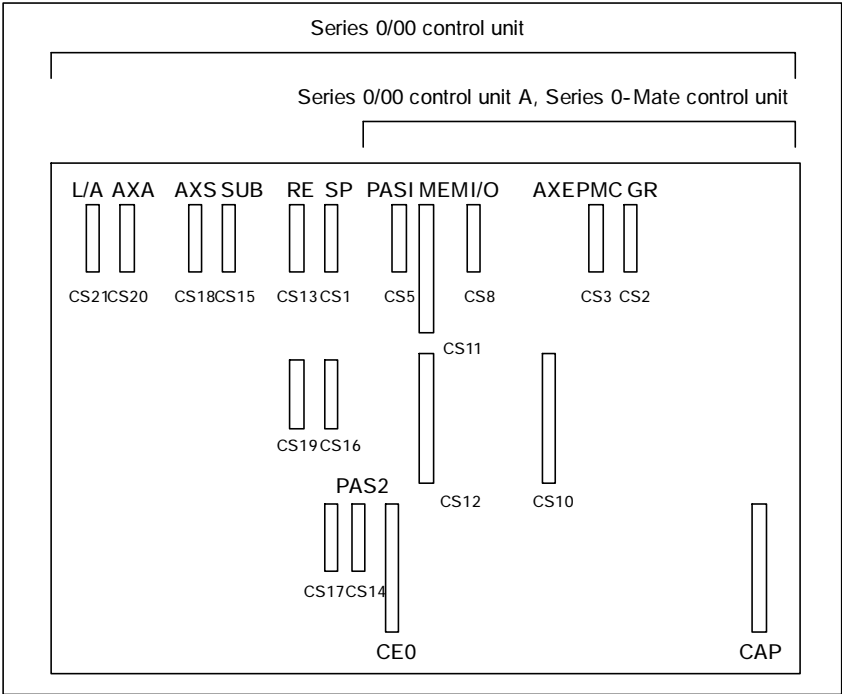 Series 0/00 control unit
Series 0/00 control unit A, Series 0-Mate control unit
L/A AXA AXS SUB RE SP PASI MEMI/O AXEPMC GR
CS21CS20 CS18CS15 CS13CS1 CS5 CS8 CS3 CS2
CS11
CS19CS16
PAS2
CS12 CS10
CS17CS14
CE0 CAP